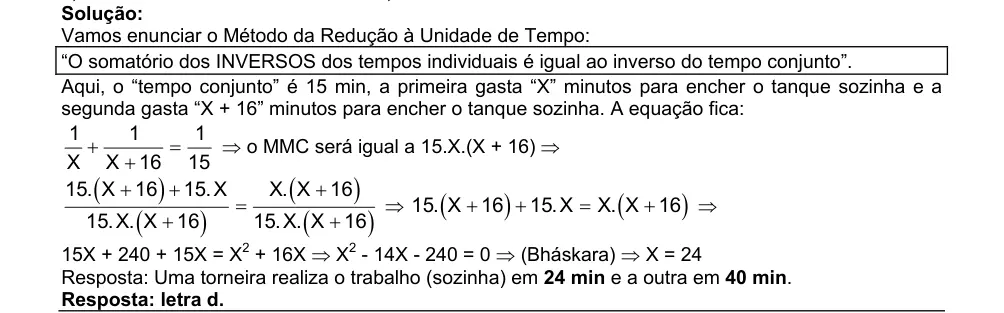 Solução:
Vamos enunciar o Método da Redução à Unidade de Tempo:
“O somatório dos INVERSOS dos tempos individuais é igual ao inverso do tempo conjunto”.
Aqui, o “tempo conjunto” é 15 min, a primeira gasta “X” minutos para encher o tanque sozinha e a
segunda gasta “X + 16” minutos para encher o tanque sozinha. A equação fica:
1/X + 1/(X + 16) = 1/15 ⇒ o MMC será igual a 15.X.(X + 16) ⇒
(15.(X + 16) + 15.X)/(15.X.(X + 16)) = (X.(X + 16))/(15.X.(X + 16)) ⇒ 15.(X + 16) + 15.X = X.(X + 16) ⇒
15X + 240 + 15X = X² + 16X ⇒ X² - 14X - 240 = 0 ⇒ (Bháskara) ⇒ X = 24
Resposta: Uma torneira realiza o trabalho (sozinha) em 24 min e a outra em 40 min.
Resposta: letra d.